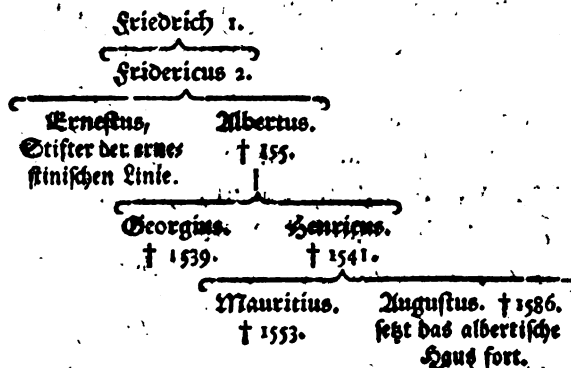 Friedrich 1.
Fridericus 2.
Ernestus, Albertus.
Stifter der ernes † 155.
stinischen Linie.
Georgius. Henricus.
† 1539. † 1541.
Mauritius. Augustus. † 1586.
† 1553. setzt das albertische
Haus fort.